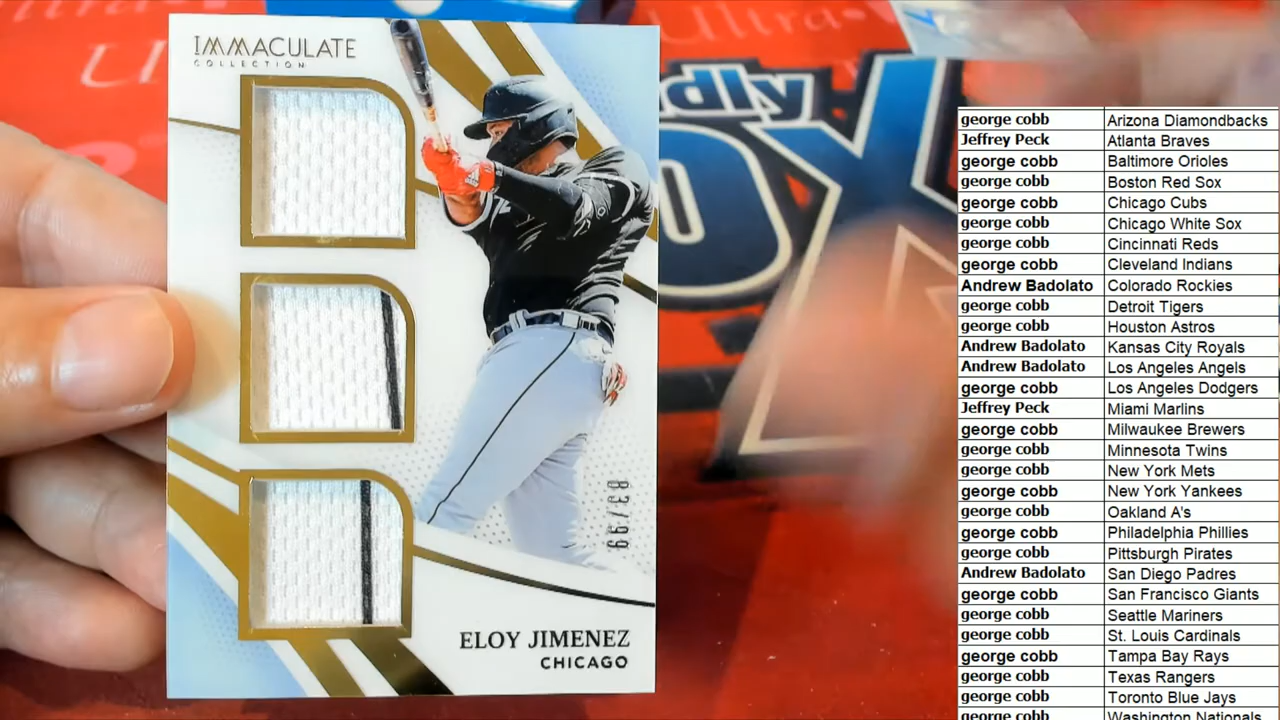 IMMACULATE
COLLECTION
83/99
ELOY JIMENEZ
CHICAGO
dly
OX
Ultra
george cobb Arizona Diamondbacks
Jeffrey Peck Atlanta Braves
george cobb Baltimore Orioles
george cobb Boston Red Sox
george cobb Chicago Cubs
george cobb Chicago White Sox
george cobb Cincinnati Reds
george cobb Cleveland Indians
Andrew Badolato Colorado Rockies
george cobb Detroit Tigers
george cobb Houston Astros
Andrew Badolato Kansas City Royals
Andrew Badolato Los Angeles Angels
george cobb Los Angeles Dodgers
Jeffrey Peck Miami Marlins
george cobb Milwaukee Brewers
george cobb Minnesota Twins
george cobb New York Mets
george cobb New York Yankees
george cobb Oakland A's
george cobb Philadelphia Phillies
george cobb Pittsburgh Pirates
Andrew Badolato San Diego Padres
george cobb San Francisco Giants
george cobb Seattle Mariners
george cobb St. Louis Cardinals
george cobb Tampa Bay Rays
george cobb Texas Rangers
george cobb Toronto Blue Jays
george cobb Washington Nationals